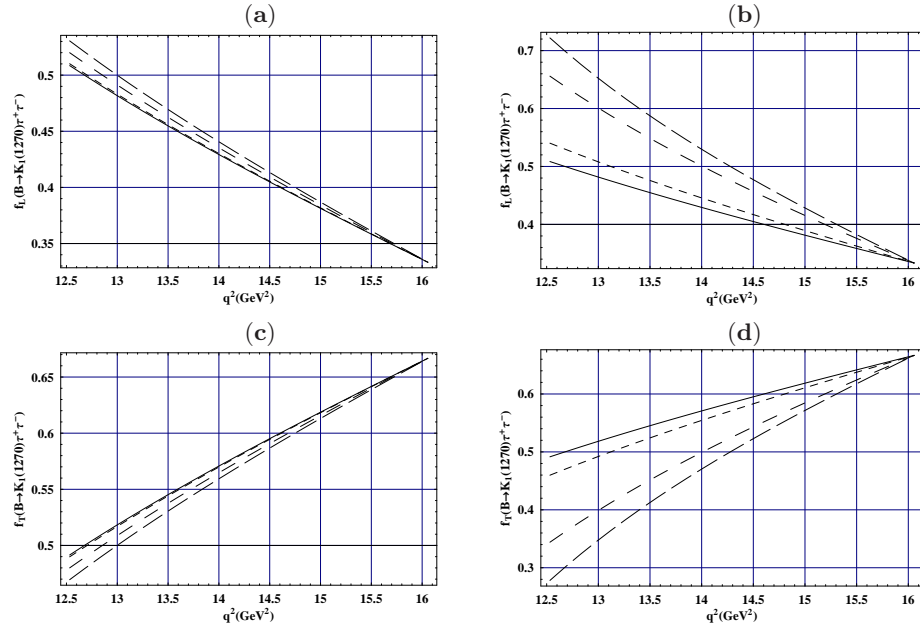 (a)
0.5
0.45
0.4
0.35
f_L(B→K_1(1270)τ^+τ^-)
12.5 13 13.5 14 14.5 15 15.5 16
q^2(GeV^2)
(b)
0.7
0.6
0.5
0.4
f_L(B→K_1(1270)τ^+τ^-)
12.5 13 13.5 14 14.5 15 15.5 16
q^2(GeV^2)
(c)
0.65
0.6
0.55
0.5
f_T(B→K_1(1270)τ^+τ^-)
12.5 13 13.5 14 14.5 15 15.5 16
q^2(GeV^2)
(d)
0.6
0.5
0.4
0.3
f_T(B→K_1(1270)τ^+τ^-)
12.5 13 13.5 14 14.5 15 15.5 16
q^2(GeV^2)